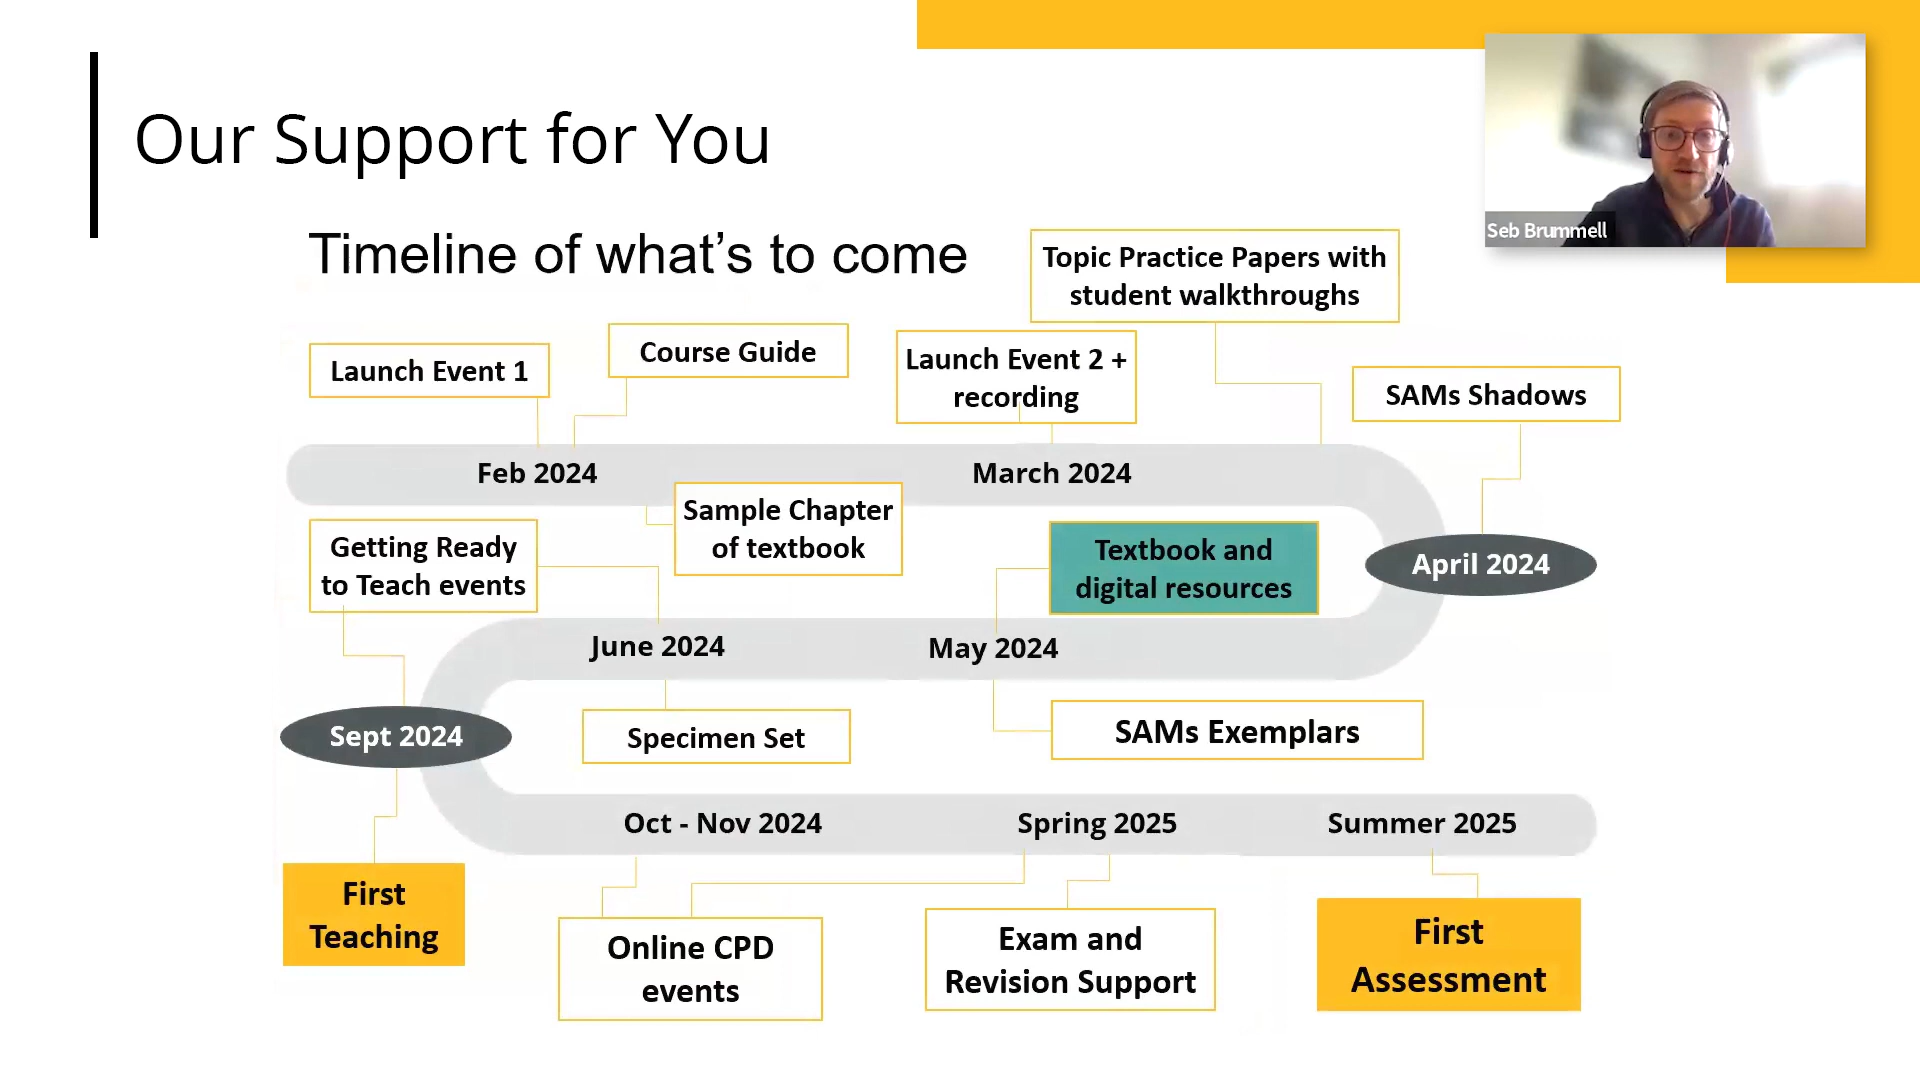 Our Support for You
Seb Brummell
Timeline of what's to come
Topic Practice Papers with
student walkthroughs
Launch Event 1
Course Guide
Launch Event 2 +
recording
SAMs Shadows
Feb 2024
March 2024
Sample Chapter
of textbook
Getting Ready
to Teach events
Textbook and
digital resources
April 2024
June 2024
May 2024
Sept 2024
Specimen Set
SAMs Exemplars
Oct - Nov 2024
Spring 2025
Summer 2025
First
Teaching
Online CPD
events
Exam and
Revision Support
First
Assessment